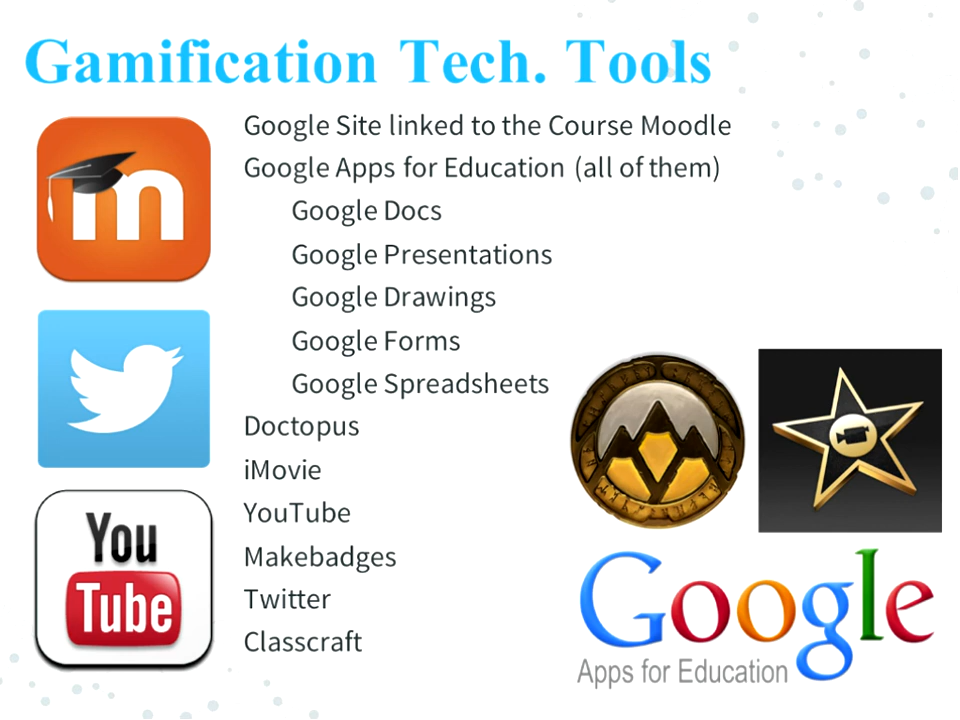 Gamification Tech. Tools
Google Site linked to the Course Moodle
Google Apps for Education (all of them)
Google Docs
Google Presentations
Google Drawings
Google Forms
Google Spreadsheets
Doctopus
iMovie
YouTube
Makebadges
Twitter
Classcraft
m
You
Tube
Google
Apps for Education